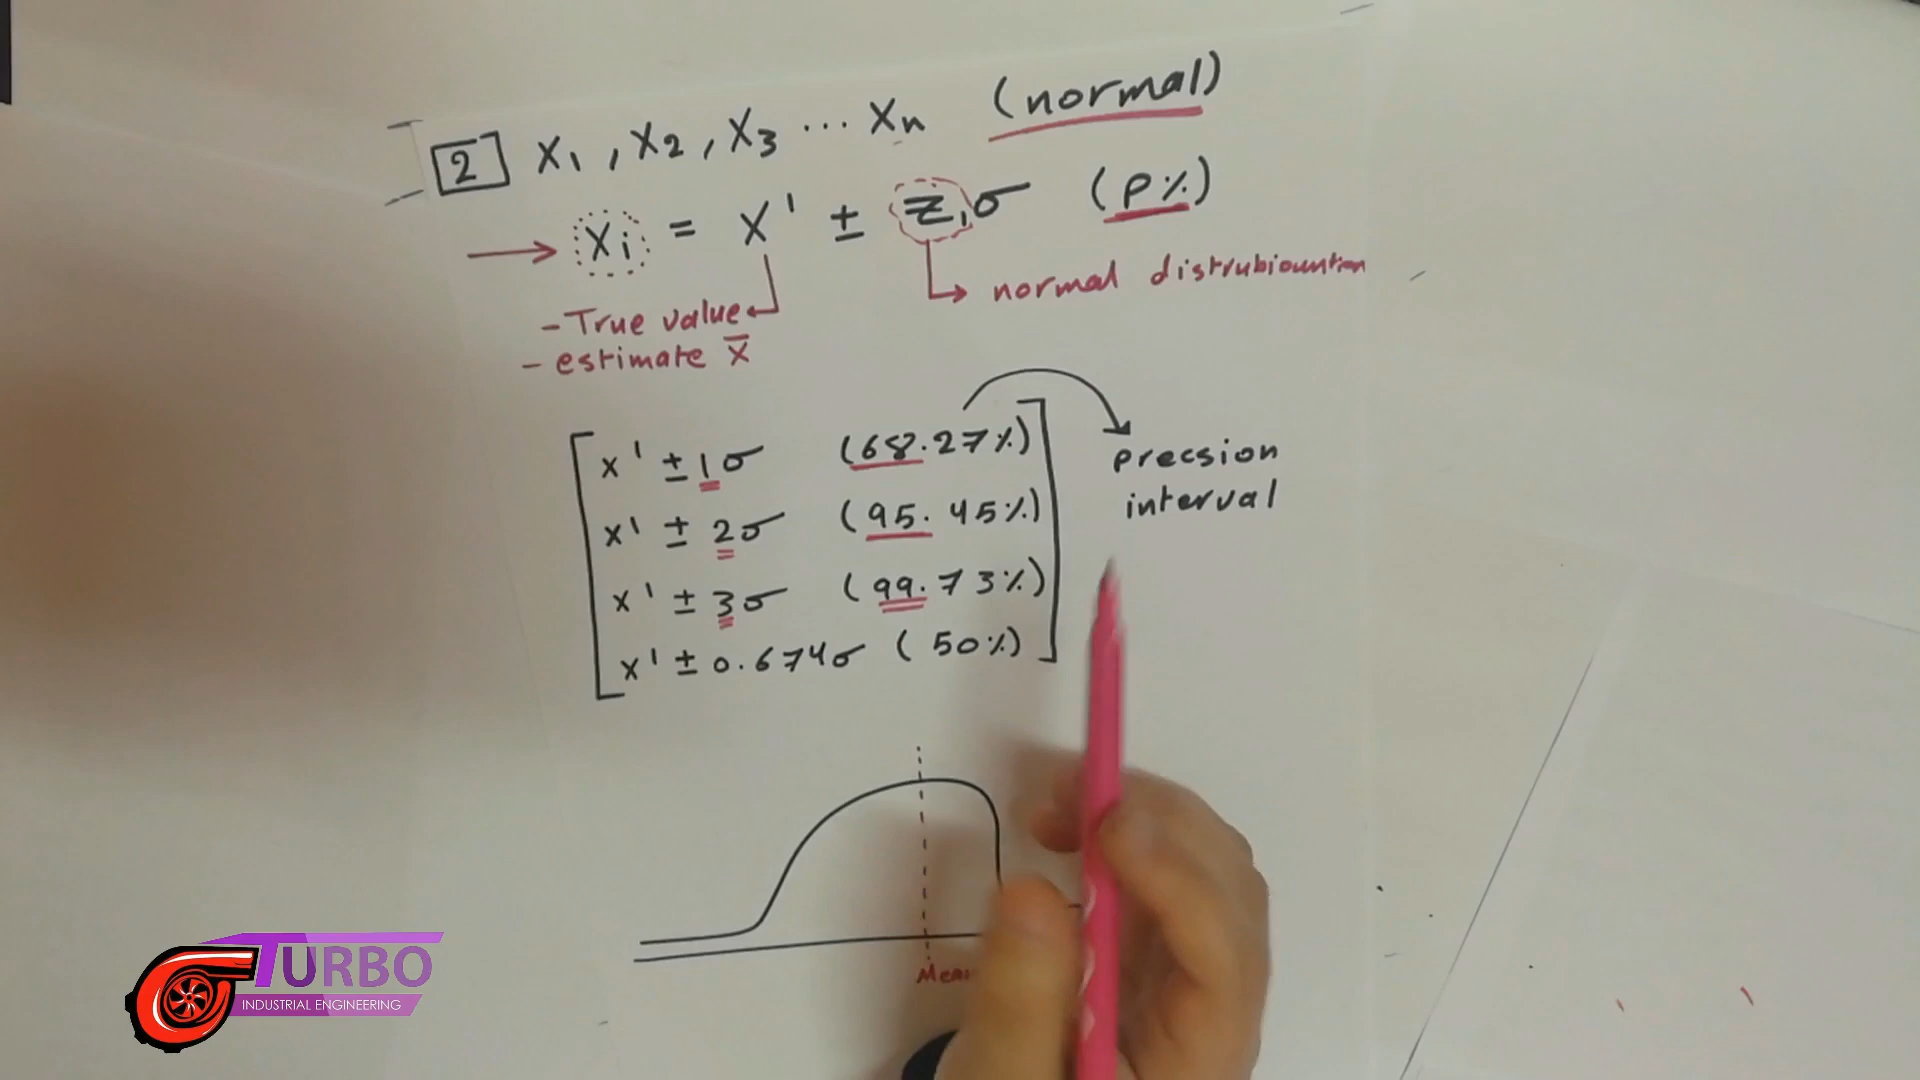 2 x₁, x₂, x₃ ... xₙ (normal)
xᵢ = x' ± z₁σ (P%)
normal distrubiountion
- True value
- estimate x̄
x' ± 1σ (68.27%)
x' ± 2σ (95.45%)
x' ± 3σ (99.73%)
x' ± 0.674σ (50%)
precsion
interval
TURBO
INDUSTRIAL ENGINEERING